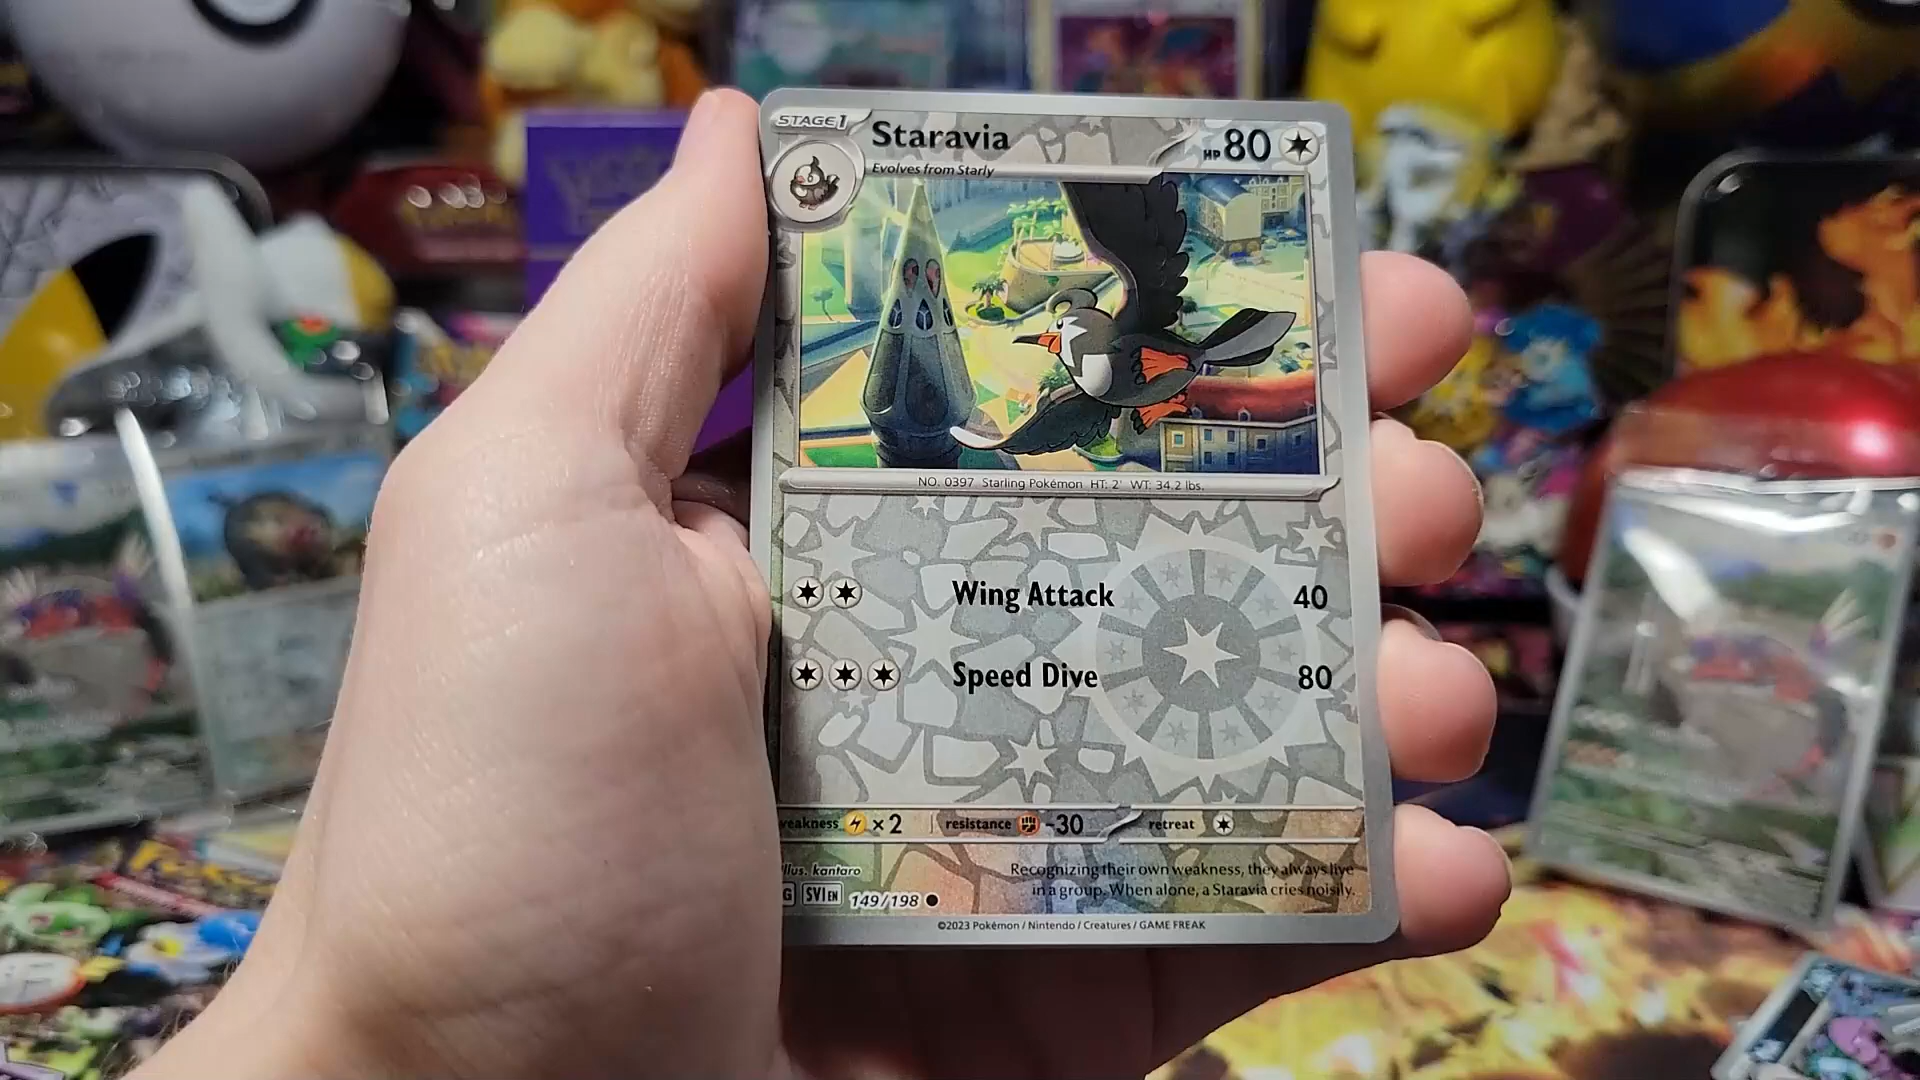 STAGE1
Staravia
HP 80
Evolves from Starly
NO. 0397 Starling Pokémon HT: 2' WT: 34.2 lbs.
Wing Attack 40
Speed Dive 80
weakness ×2 resistance -30 retreat
Illus. kantaro
Recognizing their own weakness, they always live
in a group. When alone, a Staravia cries noisily.
G SVI EN 149/198
©2023 Pokémon / Nintendo / Creatures / GAME FREAK